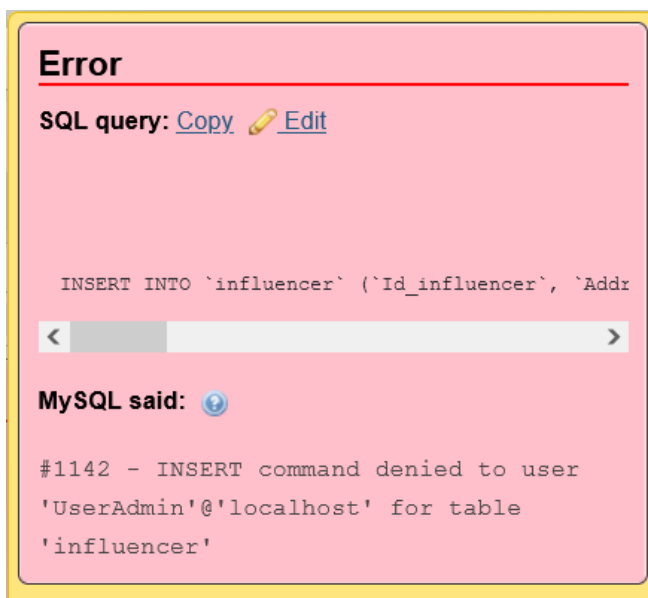 Error
SQL query: Copy Edit
INSERT INTO `influencer` (`Id_influencer`, `Addr
MySQL said:
#1142 - INSERT command denied to user
'UserAdmin'@'localhost' for table
'influencer'